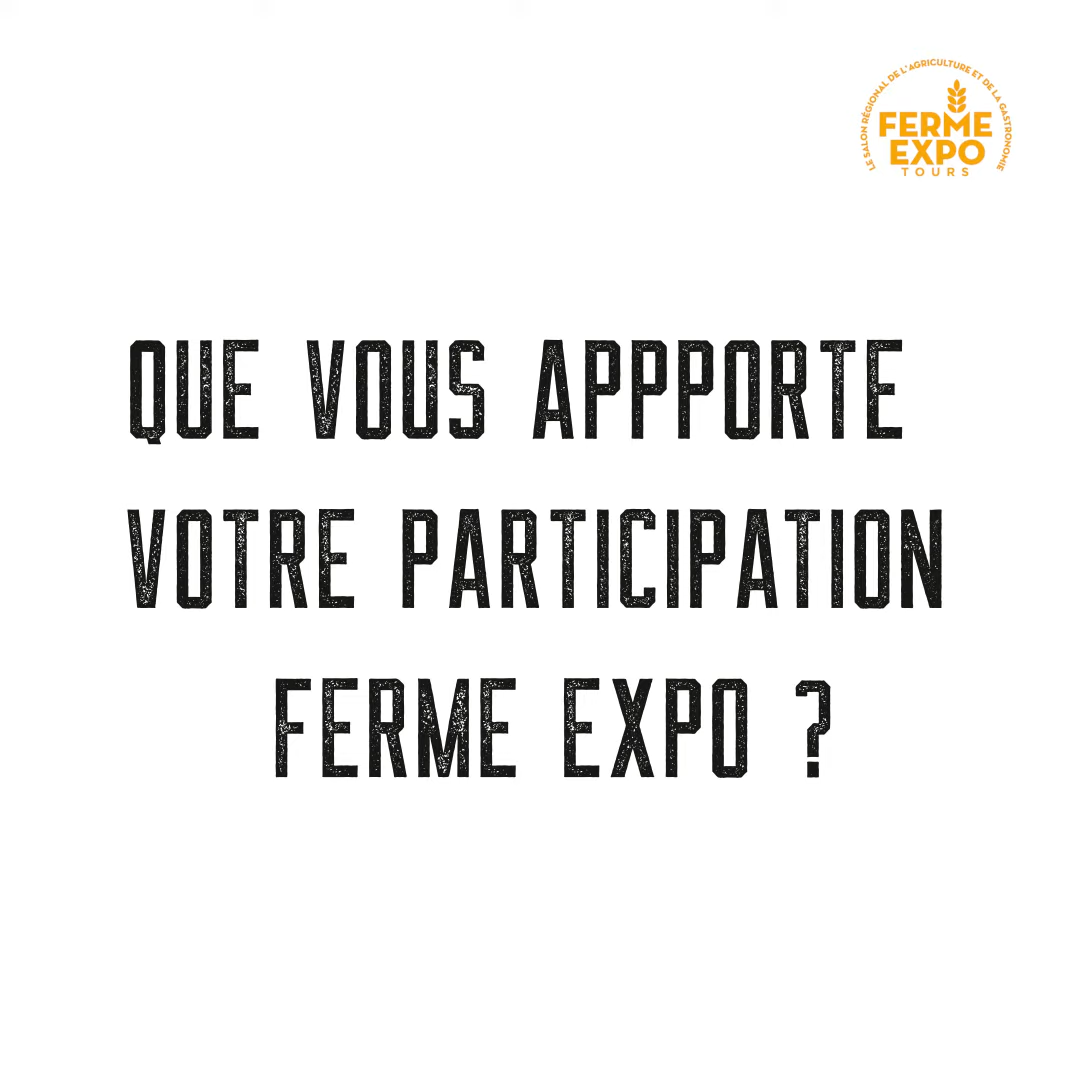 LE SALON RÉGIONAL DE L'AGRICULTURE ET DE LA GASTRONOMIE
FERME
EXPO
TOURS
QUE VOUS APPPORTE
VOTRE PARTICIPATION
FERME EXPO ?